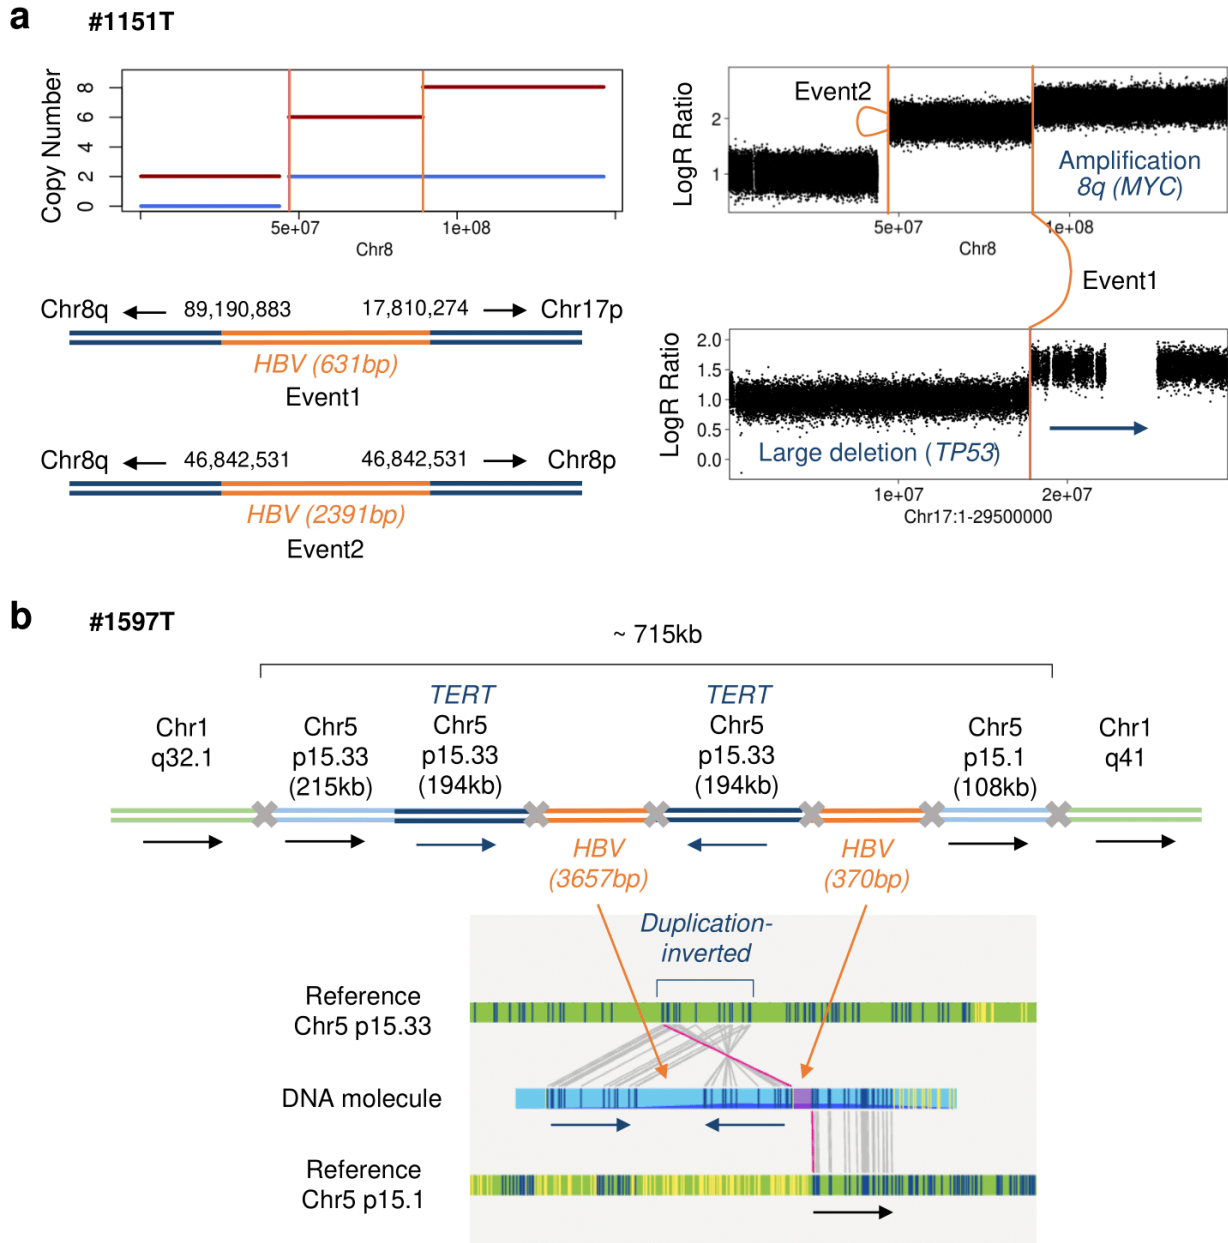 a
#1151T
Copy Number
8
6
4
2
0
5e+07
1e+08
Chr8
LogR Ratio
2
1
Event2
Amplification
8q (MYC)
5e+07
1e+08
Chr8
Event1
Chr8q
89,190,883
17,810,274
Chr17p
HBV (631bp)
Event1
Chr8q
46,842,531
46,842,531
Chr8p
HBV (2391bp)
Event2
LogR Ratio
2.0
1.5
1.0
0.5
0.0
Large deletion (TP53)
1e+07
2e+07
Chr17:1-29500000
b
#1597T
~ 715kb
Chr1
q32.1
Chr5
p15.33
(215kb)
TERT
Chr5
p15.33
(194kb)
TERT
Chr5
p15.33
(194kb)
Chr5
p15.1
(108kb)
Chr1
q41
HBV
(3657bp)
HBV
(370bp)
Duplication-
inverted
Reference
Chr5 p15.33
DNA molecule
Reference
Chr5 p15.1